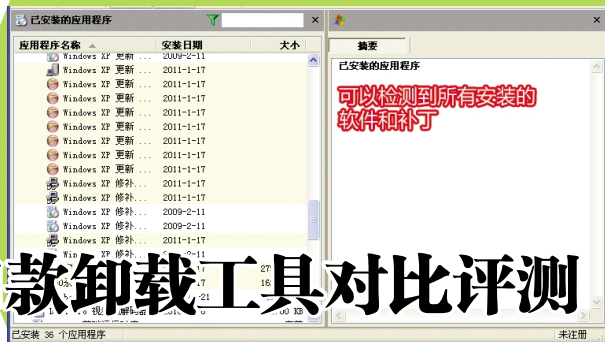 已安装的应用程序
应用程序名称 安装日期 大小
Windows XP 更新 ... 2009-2-11
Windows XP 更新 ... 2011-1-17
Windows XP 更新 ... 2011-1-17
Windows XP 更新 ... 2011-1-17
Windows XP 更新 ... 2011-1-17
Windows XP 更新 ... 2011-1-17
Windows XP 更新 ... 2011-1-17
Windows XP 更新 ... 2011-1-17
Windows XP 更新 ... 2011-1-17
Windows XP 修补... 2011-1-17
Windows XP 修补... 2011-1-17
Windows XP 修补... 2009-2-11
Windows XP 修补... 2009-2-11
Windows XP 修补... 2011-1-17
摘要
已安装的应用程序
可以检测到所有安装的
软件和补丁
款卸载工具对比评测
已安装 36 个应用程序
未注册